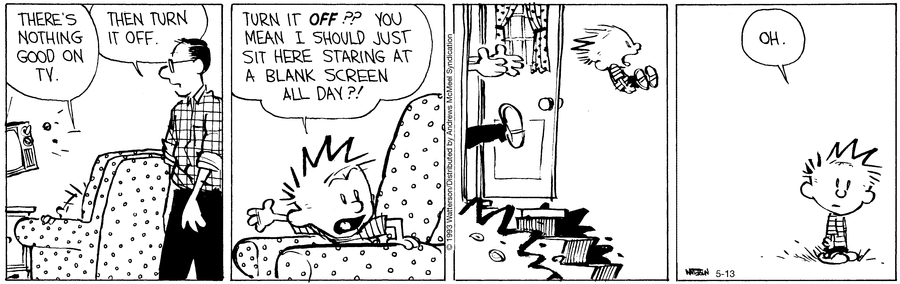 THERE'S
NOTHING
GOOD ON
TV.
THEN TURN
IT OFF.
TURN IT OFF?? YOU
MEAN I SHOULD JUST
SIT HERE STARING AT
A BLANK SCREEN
ALL DAY?!
© 1993 Watterson/Distributed by Andrews McMeel Syndication
OH.
WATTERSON 5-13